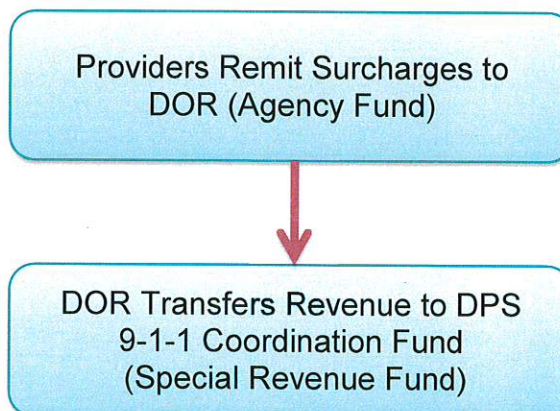 Providers Remit Surcharges to
DOR (Agency Fund)
DOR Transfers Revenue to DPS
9-1-1 Coordination Fund
(Special Revenue Fund)